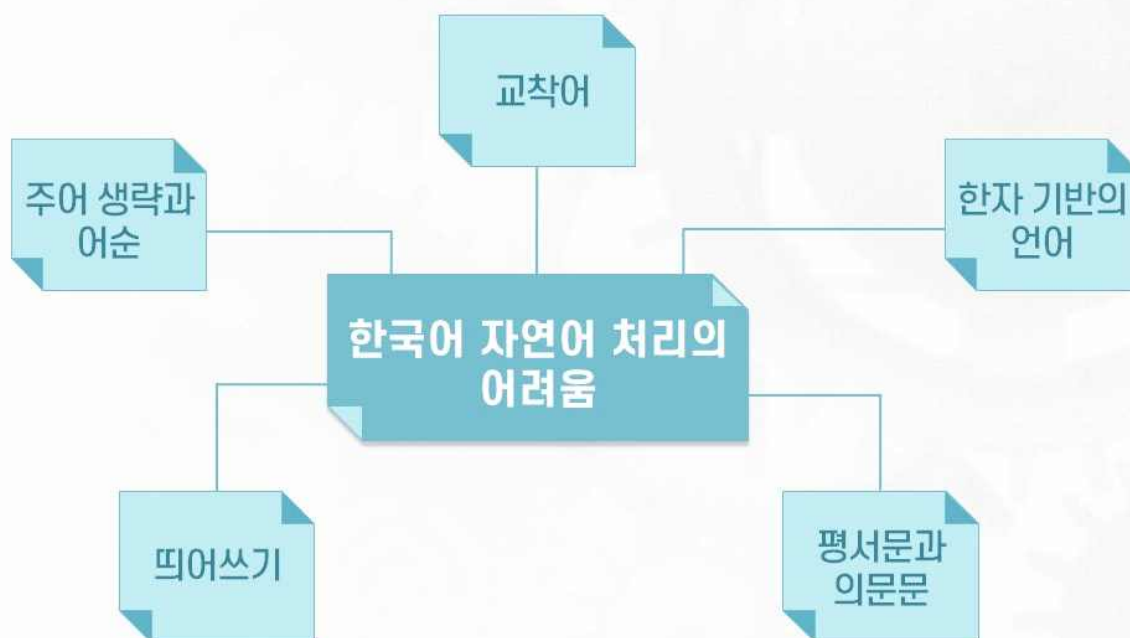 교착어
주어 생략과
어순
한자 기반의
언어
한국어 자연어 처리의
어려움
띄어쓰기
평서문과
의문문